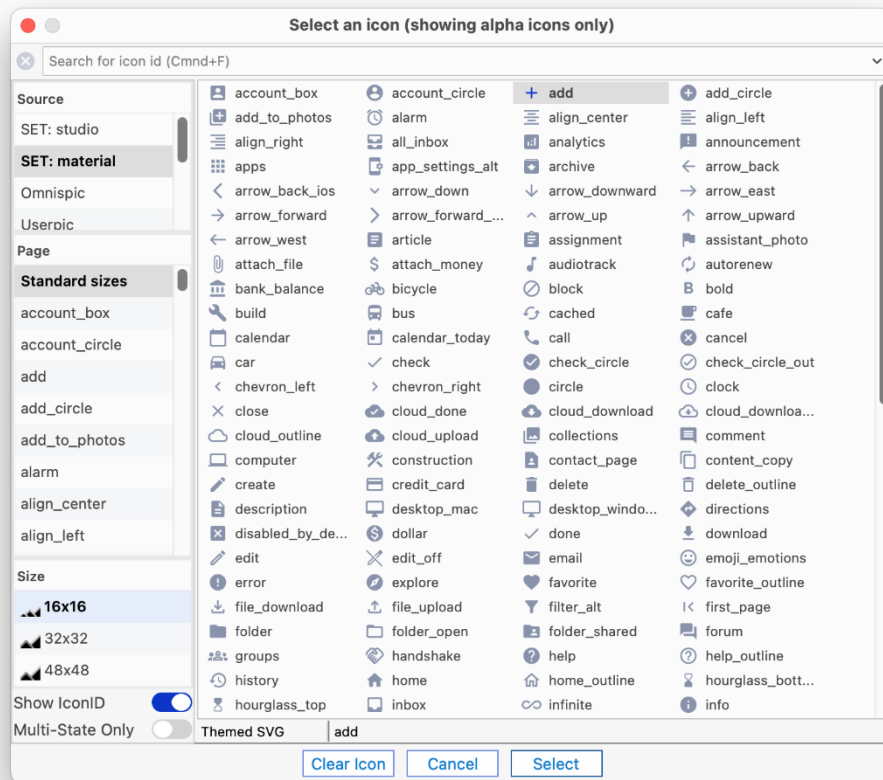 Select an icon (showing alpha icons only)
Search for icon id (Cmnd+F)
Source
SET: studio
SET: material
Omnispic
Userpic
Page
Standard sizes
account_box
account_circle
add
add_circle
add_to_photos
alarm
align_center
align_left
Size
16x16
32x32
48x48
Show IconID
Multi-State Only
account_box account_circle add add_circle
add_to_photos alarm align_center align_left
align_right all_inbox analytics announcement
apps app_settings_alt archive arrow_back
arrow_back_ios arrow_down arrow_downward arrow_east
arrow_forward arrow_forward_... arrow_up arrow_upward
arrow_west article assignment assistant_photo
attach_file attach_money audiotrack autorenew
bank_balance bicycle block bold
build bus cached cafe
calendar calendar_today call cancel
car check check_circle check_circle_out
chevron_left chevron_right circle clock
close cloud_done cloud_download cloud_downloa...
cloud_outline cloud_upload collections comment
computer construction contact_page content_copy
create credit_card delete delete_outline
description desktop_mac desktop_windo... directions
disabled_by_de... dollar done download
edit edit_off email emoji_emotions
error explore favorite favorite_outline
file_download file_upload filter_alt first_page
folder folder_open folder_shared forum
groups handshake help help_outline
history home home_outline hourglass_bott...
hourglass_top inbox infinite info
Themed SVG add
Clear Icon Cancel Select